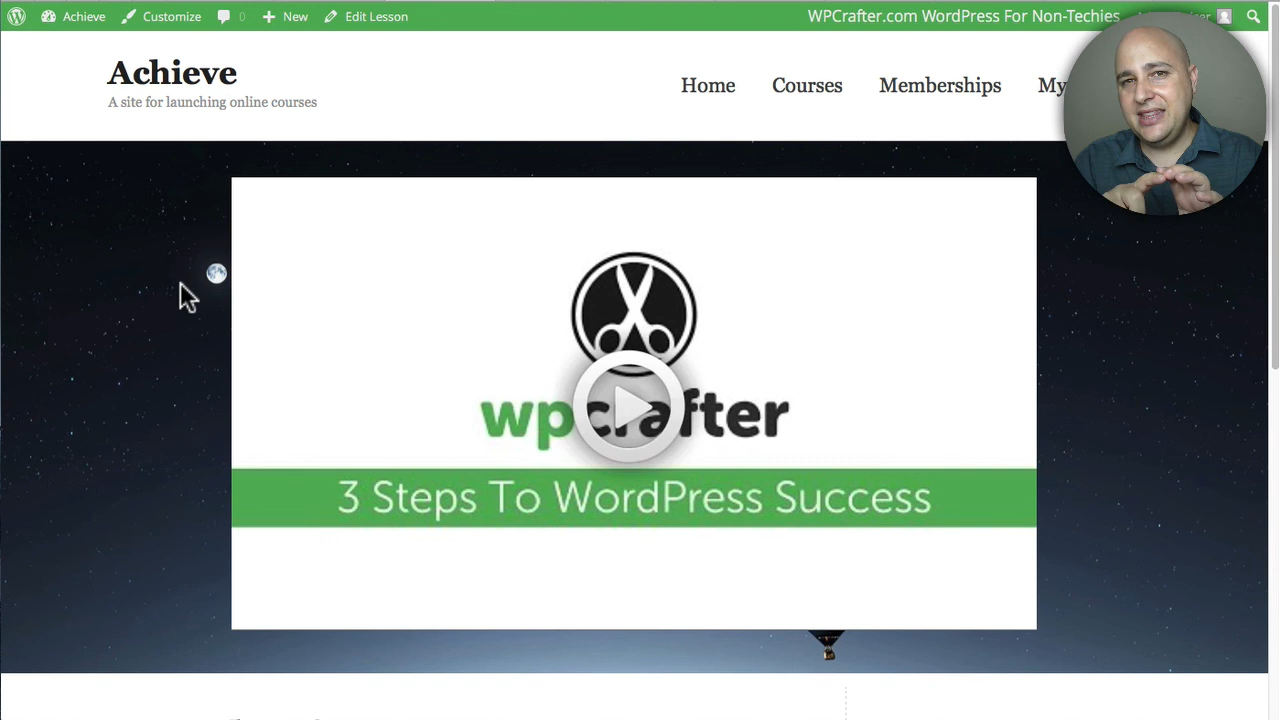 Achieve Customize 0 New Edit Lesson WPCrafter.com WordPress For Non-Techies
Achieve
A site for launching online courses
Home Courses Memberships My
wpcrafter
3 Steps To WordPress Success